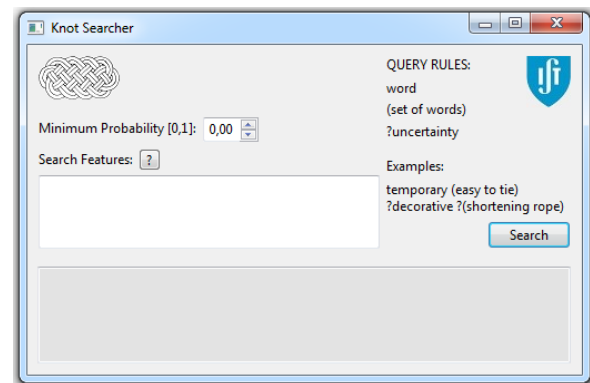 Knot Searcher
QUERY RULES:
word
(set of words)
?uncertainty
Minimum Probability [0,1]: 0,00
Search Features: ?
Examples:
temporary (easy to tie)
?decorative ?(shortening rope)
Search